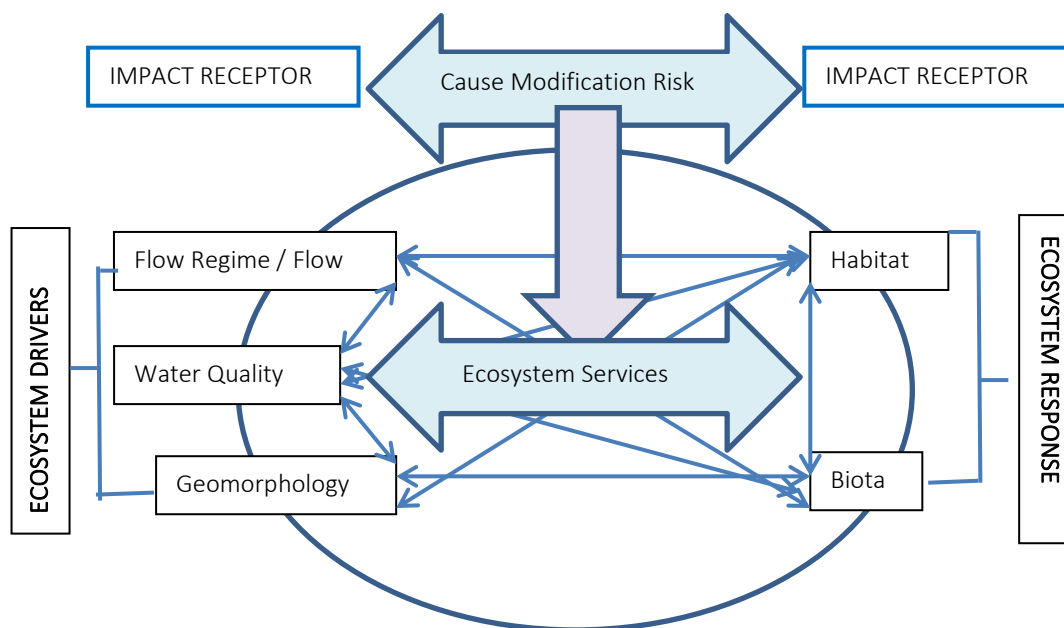 IMPACT RECEPTOR
Cause Modification Risk
IMPACT RECEPTOR
ECOSYSTEM DRIVERS
Flow Regime / Flow
Water Quality
Geomorphology
Ecosystem Services
Habitat
Biota
ECOSYSTEM RESPONSE